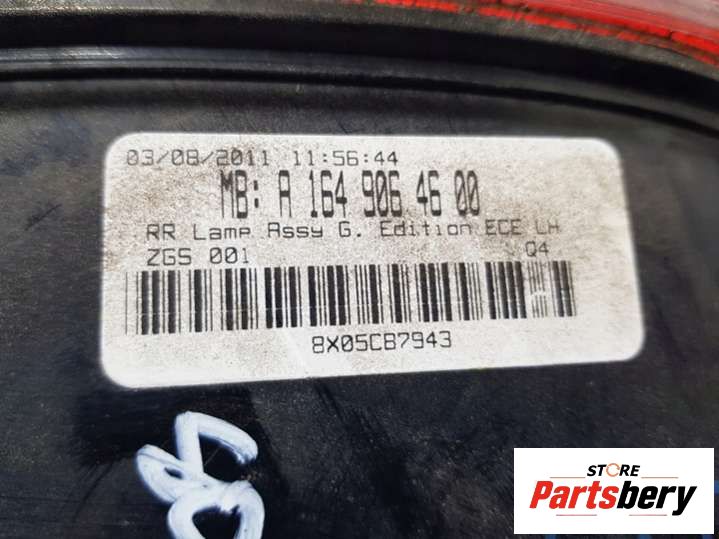 03/08/2011 11:56:44
MB: A 164 906 46 00
RR Lamp Assy G. Edition ECE LH
ZGS 001 Q4
8X05CB7943
STORE
Partsbery